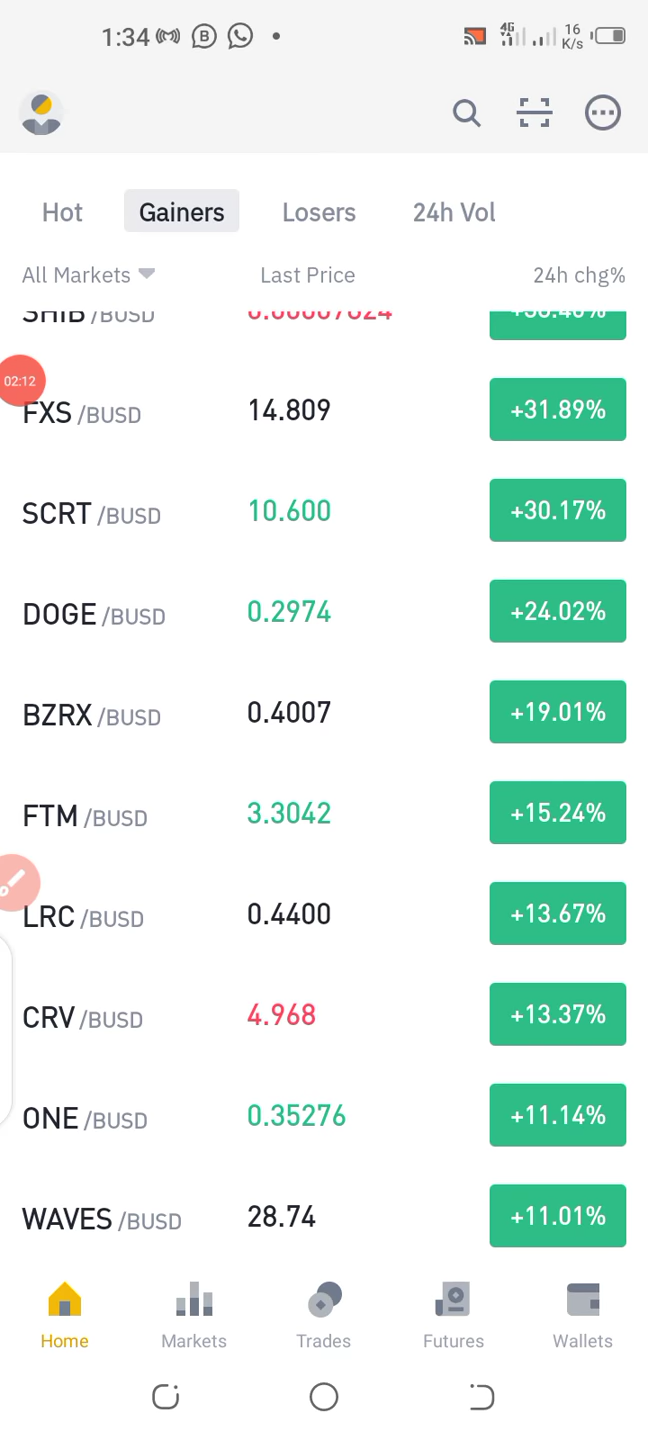 1:34
4G
16
K/s
Hot Gainers Losers 24h Vol
All Markets Last Price 24h chg%
SHIB /BUSD
02:12
FXS /BUSD 14.809 +31.89%
SCRT /BUSD 10.600 +30.17%
DOGE /BUSD 0.2974 +24.02%
BZRX /BUSD 0.4007 +19.01%
FTM /BUSD 3.3042 +15.24%
LRC /BUSD 0.4400 +13.67%
CRV /BUSD 4.968 +13.37%
ONE /BUSD 0.35276 +11.14%
WAVES /BUSD 28.74 +11.01%
Home Markets Trades Futures Wallets